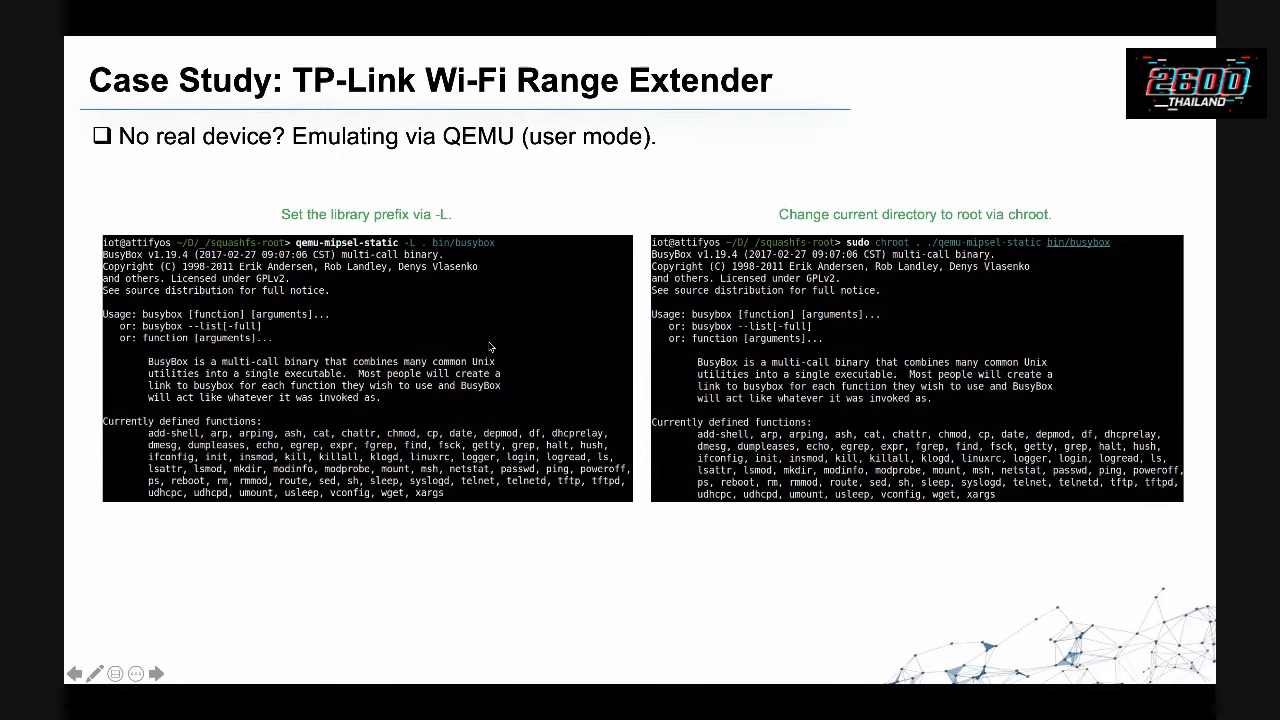 Case Study: TP-Link Wi-Fi Range Extender
2600
THAILAND
❑ No real device? Emulating via QEMU (user mode).
Set the library prefix via -L.
iot@attifyos ~/D/_/squashfs-root> qemu-mipsel-static -L . bin/busybox
BusyBox v1.19.4 (2017-02-27 09:07:06 CST) multi-call binary.
Copyright (C) 1998-2011 Erik Andersen, Rob Landley, Denys Vlasenko
and others. Licensed under GPLv2.
See source distribution for full notice.
Usage: busybox [function] [arguments]...
or: busybox --list[-full]
or: function [arguments]...
BusyBox is a multi-call binary that combines many common Unix
utilities into a single executable.  Most people will create a
link to busybox for each function they wish to use and BusyBox
will act like whatever it was invoked as.
Currently defined functions:
add-shell, arp, arping, ash, cat, chattr, chmod, cp, date, depmod, df, dhcprelay,
dmesg, dumpleases, echo, egrep, expr, fgrep, find, fsck, getty, grep, halt, hush,
ifconfig, init, insmod, kill, killall, klogd, linuxrc, logger, login, logread, ls,
lsattr, lsmod, mkdir, modinfo, modprobe, mount, msh, netstat, passwd, ping, poweroff,
ps, reboot, rm, rmmod, route, sed, sh, sleep, syslogd, telnet, telnetd, tftp, tftpd,
udhcpc, udhcpd, umount, usleep, vconfig, wget, xargs
Change current directory to root via chroot.
iot@attifyos ~/D/_/squashfs-root> sudo chroot . ./qemu-mipsel-static bin/busybox
BusyBox v1.19.4 (2017-02-27 09:07:06 CST) multi-call binary.
Copyright (C) 1998-2011 Erik Andersen, Rob Landley, Denys Vlasenko
and others. Licensed under GPLv2.
See source distribution for full notice.
Usage: busybox [function] [arguments]...
or: busybox --list[-full]
or: function [arguments]...
BusyBox is a multi-call binary that combines many common Unix
utilities into a single executable.  Most people will create a
link to busybox for each function they wish to use and BusyBox
will act like whatever it was invoked as.
Currently defined functions:
add-shell, arp, arping, ash, cat, chattr, chmod, cp, date, depmod, df, dhcprelay,
dmesg, dumpleases, echo, egrep, expr, fgrep, find, fsck, getty, grep, halt, hush,
ifconfig, init, insmod, kill, killall, klogd, linuxrc, logger, login, logread, ls,
lsattr, lsmod, mkdir, modinfo, modprobe, mount, msh, netstat, passwd, ping, poweroff,
ps, reboot, rm, rmmod, route, sed, sh, sleep, syslogd, telnet, telnetd, tftp, tftpd,
udhcpc, udhcpd, umount, usleep, vconfig, wget, xargs